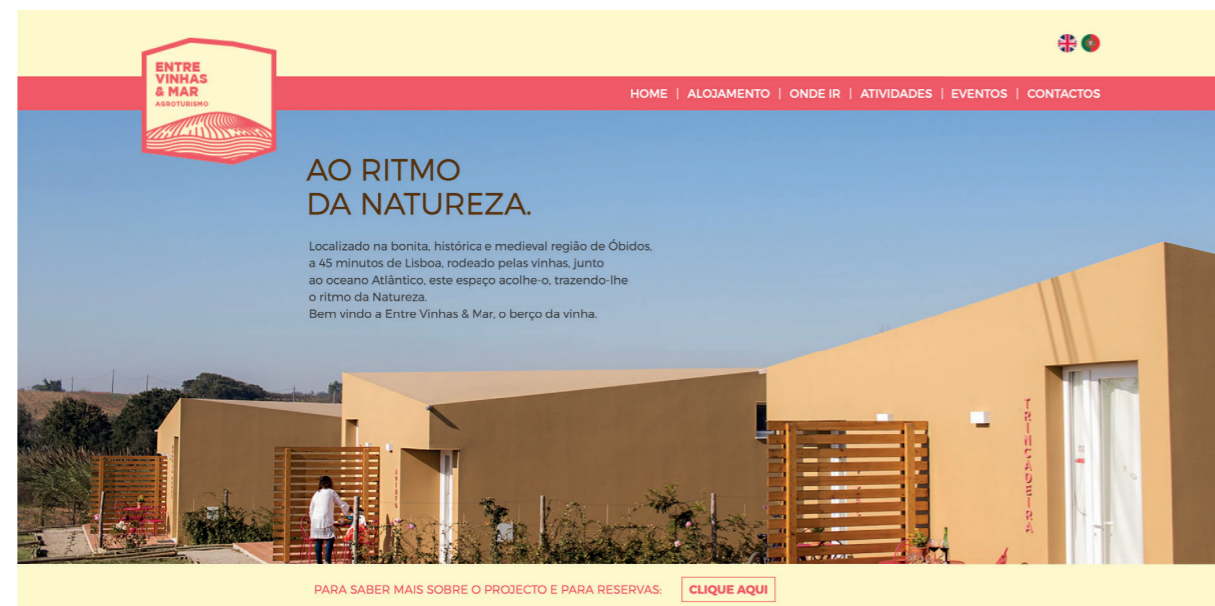 ENTRE
VINHAS
& MAR
AGROTURISMO
HOME | ALOJAMENTO | ONDE IR | ATIVIDADES | EVENTOS | CONTACTOS
AO RITMO
DA NATUREZA.
Localizado na bonita, histórica e medieval região de Óbidos,
a 45 minutos de Lisboa, rodeado pelas vinhas, junto
ao oceano Atlântico, este espaço acolhe-o, trazendo-lhe
o ritmo da Natureza.
Bem vindo a Entre Vinhas & Mar, o berço da vinha.
TRINCADEIRA
PARA SABER MAIS SOBRE O PROJECTO E PARA RESERVAS:
CLIQUE AQUI